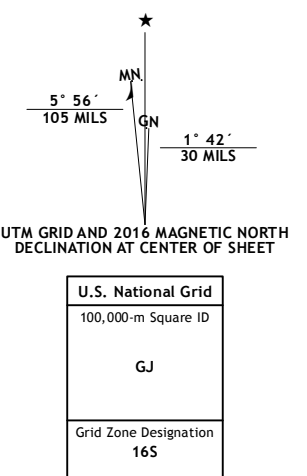 ★
MN.
5° 56´
105 MILS
GN
1° 42´
30 MILS
UTM GRID AND 2016 MAGNETIC NORTH
DECLINATION AT CENTER OF SHEET
U.S. National Grid
100,000-m Square ID
GJ
Grid Zone Designation
16S